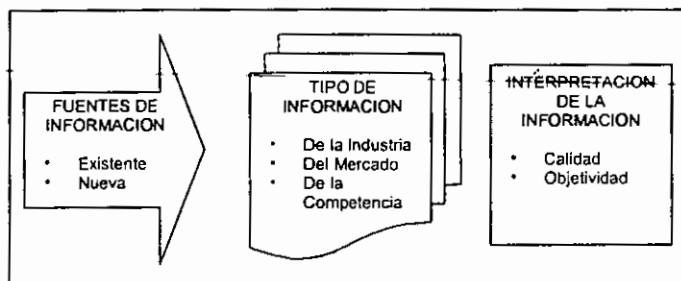 FUENTES DE
INFORMACION
• Existente
• Nueva
TIPO DE
INFORMACION
• De la Industria
• Del Mercado
• De la
Competencia
INTERPRETACION
DE LA
INFORMACION
• Calidad
• Objetividad